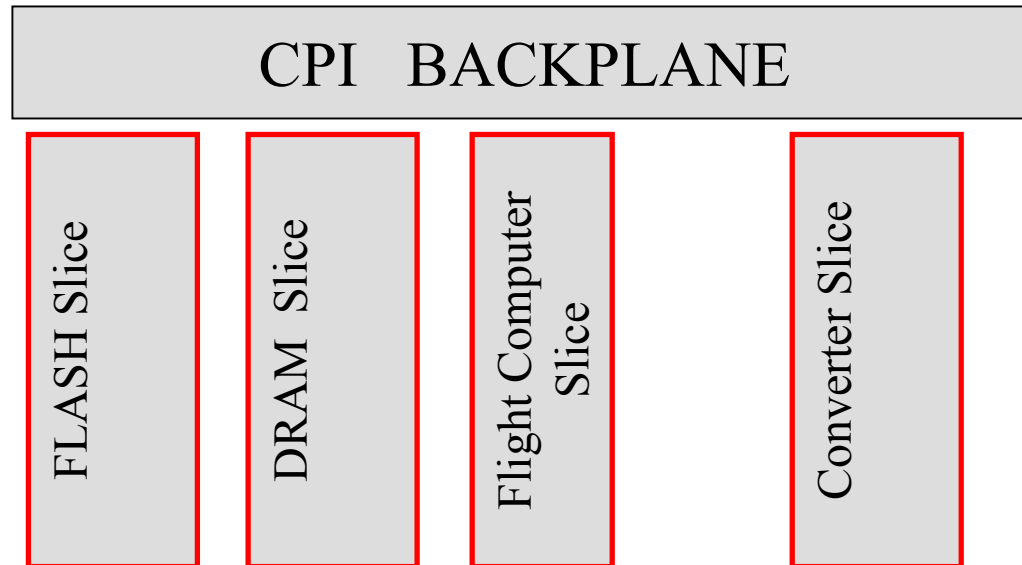 CPI BACKPLANE
FLASH Slice
DRAM Slice
Flight Computer
Slice
Converter Slice